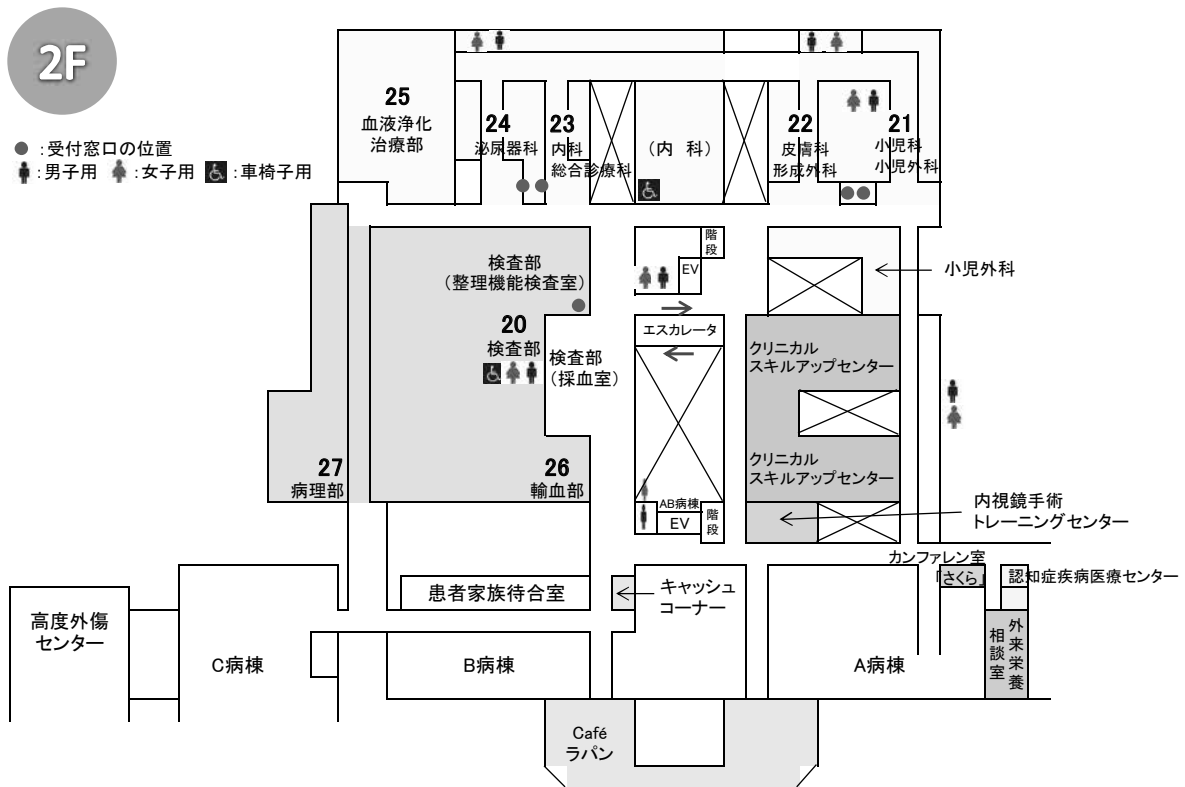 2F
●:受付窓口の位置
:男子用 :女子用 :車椅子用
25
血液浄化
治療部
24
泌尿器科
23
内科
総合診療科
(内 科)
22
皮膚科
形成外科
21
小児科
小児外科
階段
EV
小児外科
検査部
(整理機能検査室)
20
検査部
検査部
(採血室)
エスカレータ
クリニカル
スキルアップセンター
クリニカル
スキルアップセンター
27
病理部
26
輸血部
AB病棟
EV
階段
内視鏡手術
トレーニングセンター
カンファレン室
「さくら」
認知症疾病医療センター
患者家族待合室
キャッシュ
コーナー
高度外傷
センター
C病棟
B病棟
A病棟
外来栄養
相談室
Café
ラパン